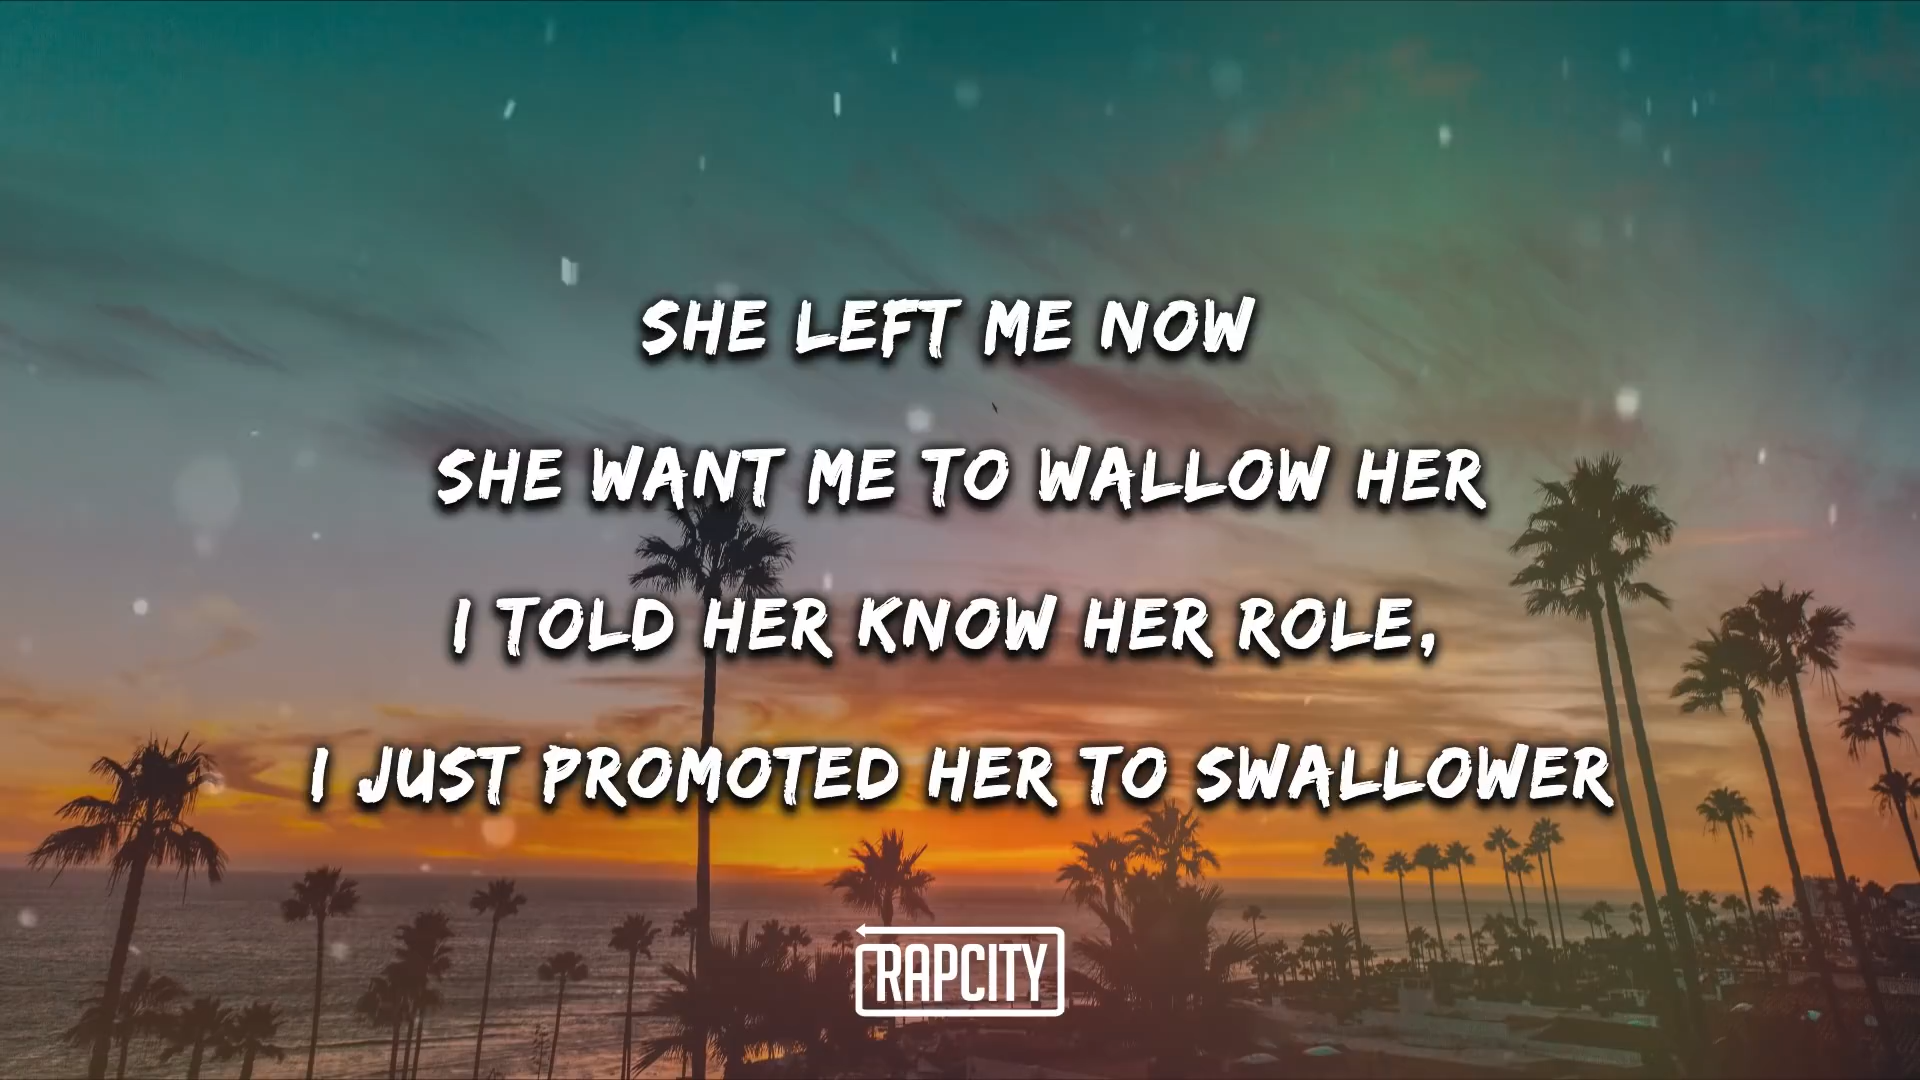 SHE LEFT ME NOW
SHE WANT ME TO WALLOW HER
I TOLD HER KNOW HER ROLE,
I JUST PROMOTED HER TO SWALLOWER
RAPCITY